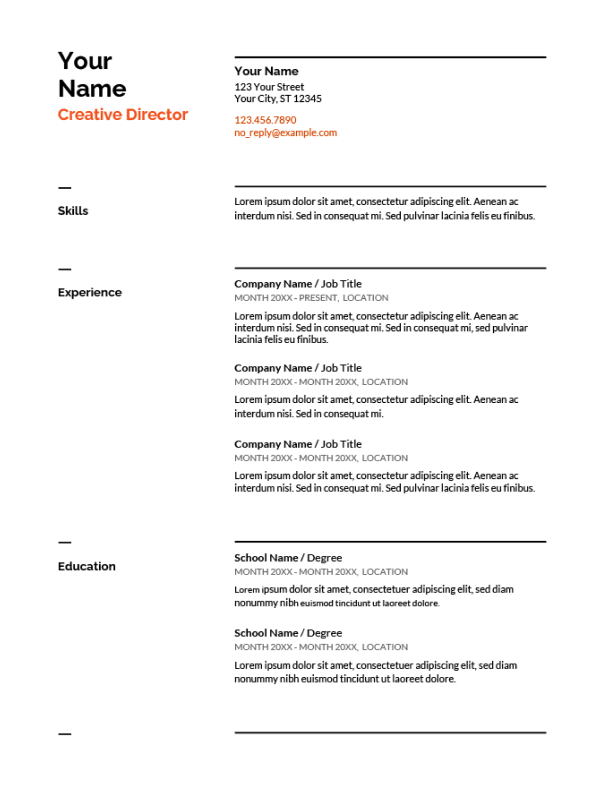 Your
Name
Creative Director
Your Name
123 Your Street
Your City, ST 12345
123.456.7890
no_reply@example.com
Skills
Lorem ipsum dolor sit amet, consectetur adipiscing elit. Aenean ac
interdum nisi. Sed in consequat mi. Sed pulvinar lacinia felis eu finibus.
Experience
Company Name / Job Title
MONTH 20XX - PRESENT, LOCATION
Lorem ipsum dolor sit amet, consectetur adipiscing elit. Aenean ac
interdum nisi. Sed in consequat mi. Sed in consequat mi, sed pulvinar
lacinia felis eu finibus.
Company Name / Job Title
MONTH 20XX - MONTH 20XX, LOCATION
Lorem ipsum dolor sit amet, consectetur adipiscing elit. Aenean ac
interdum nisi. Sed in consequat mi.
Company Name / Job Title
MONTH 20XX - MONTH 20XX, LOCATION
Lorem ipsum dolor sit amet, consectetur adipiscing elit. Aenean ac
interdum nisi. Sed in consequat mi. Sed pulvinar lacinia felis eu finibus.
Education
School Name / Degree
MONTH 20XX - MONTH 20XX, LOCATION
Lorem ipsum dolor sit amet, consectetuer adipiscing elit, sed diam
nonummy nibh euismod tincidunt ut laoreet dolore.
School Name / Degree
MONTH 20XX - MONTH 20XX, LOCATION
Lorem ipsum dolor sit amet, consectetuer adipiscing elit, sed diam
nonummy nibh euismod tincidunt ut laoreet dolore.